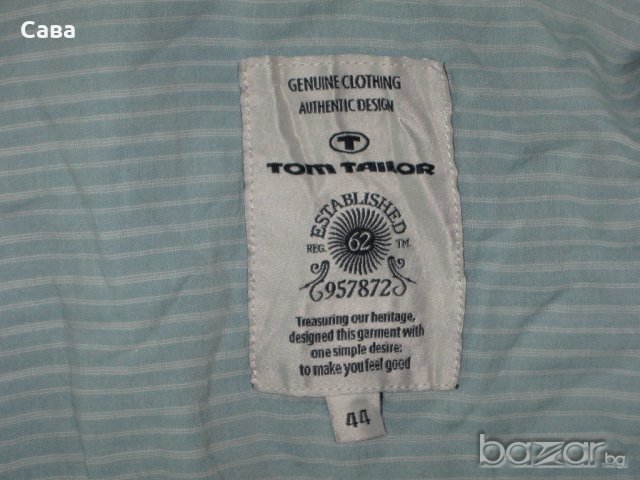 Сава
GENUINE CLOTHING
AUTHENTIC DESIGN
T
TOM TAILOR
ESTABLISHED
REG. 62 TM.
957872
Treasuring our heritage,
designed this garment with
one simple desire:
to make you feel good
44
bazar.bg